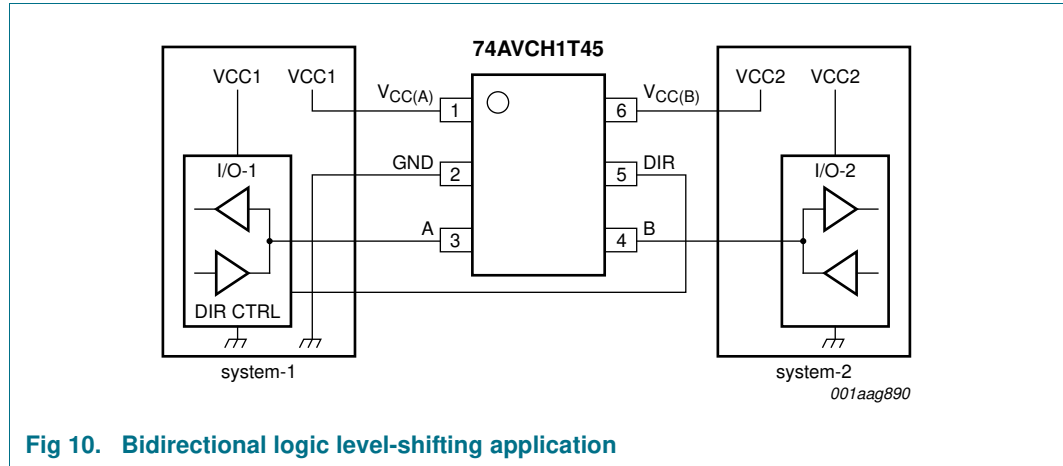 74AVCH1T45
VCC1 VCC1 VCC(A) 1 6 VCC(B) VCC2 VCC2
I/O-1 GND 2 5 DIR I/O-2
A 3 4 B
DIR CTRL
system-1 system-2
001aag890
Fig 10. Bidirectional logic level-shifting application